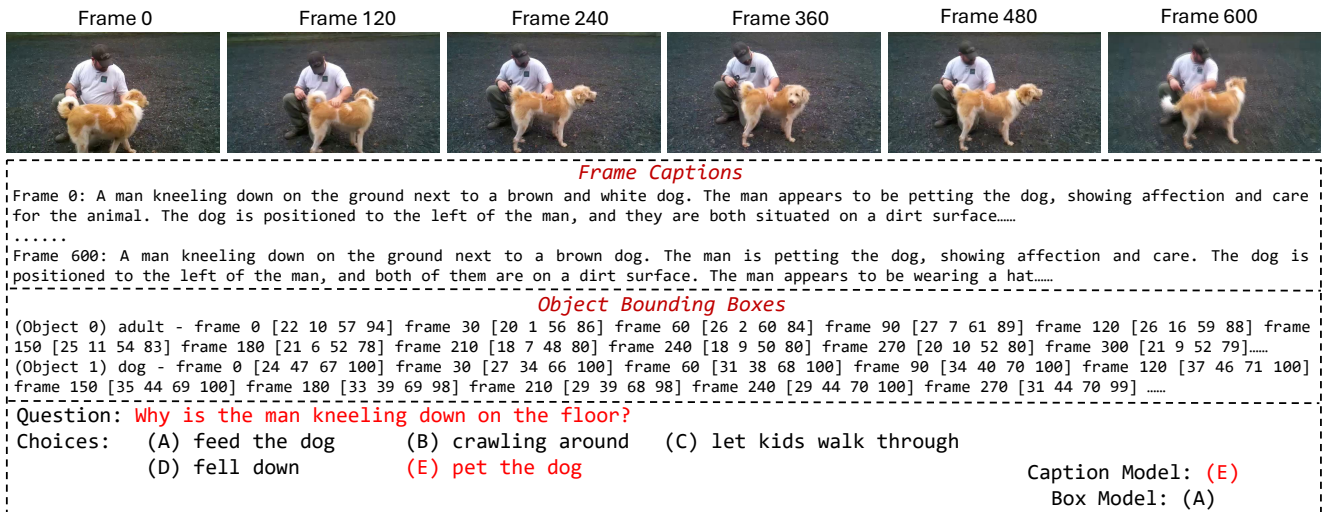 Frame 0 Frame 120 Frame 240 Frame 360 Frame 480 Frame 600
Frame Captions
Frame 0: A man kneeling down on the ground next to a brown and white dog. The man appears to be petting the dog, showing affection and care
for the animal. The dog is positioned to the left of the man, and they are both situated on a dirt surface……
......
Frame 600: A man kneeling down on the ground next to a brown dog. The man is petting the dog, showing affection and care. The dog is
positioned to the left of the man, and both of them are on a dirt surface. The man appears to be wearing a hat……
Object Bounding Boxes
(Object 0) adult - frame 0 [22 10 57 94] frame 30 [20 1 56 86] frame 60 [26 2 60 84] frame 90 [27 7 61 89] frame 120 [26 16 59 88] frame
150 [25 11 54 83] frame 180 [21 6 52 78] frame 210 [18 7 48 80] frame 240 [18 9 50 80] frame 270 [20 10 52 80] frame 300 [21 9 52 79]……
(Object 1) dog - frame 0 [24 47 67 100] frame 30 [27 34 66 100] frame 60 [31 38 68 100] frame 90 [34 40 70 100] frame 120 [37 46 71 100]
frame 150 [35 44 69 100] frame 180 [33 39 69 98] frame 210 [29 39 68 98] frame 240 [29 44 70 100] frame 270 [31 44 70 99] ……
Question: Why is the man kneeling down on the floor?
Choices: (A) feed the dog (B) crawling around (C) let kids walk through
(D) fell down (E) pet the dog
Caption Model: (E)
Box Model: (A)